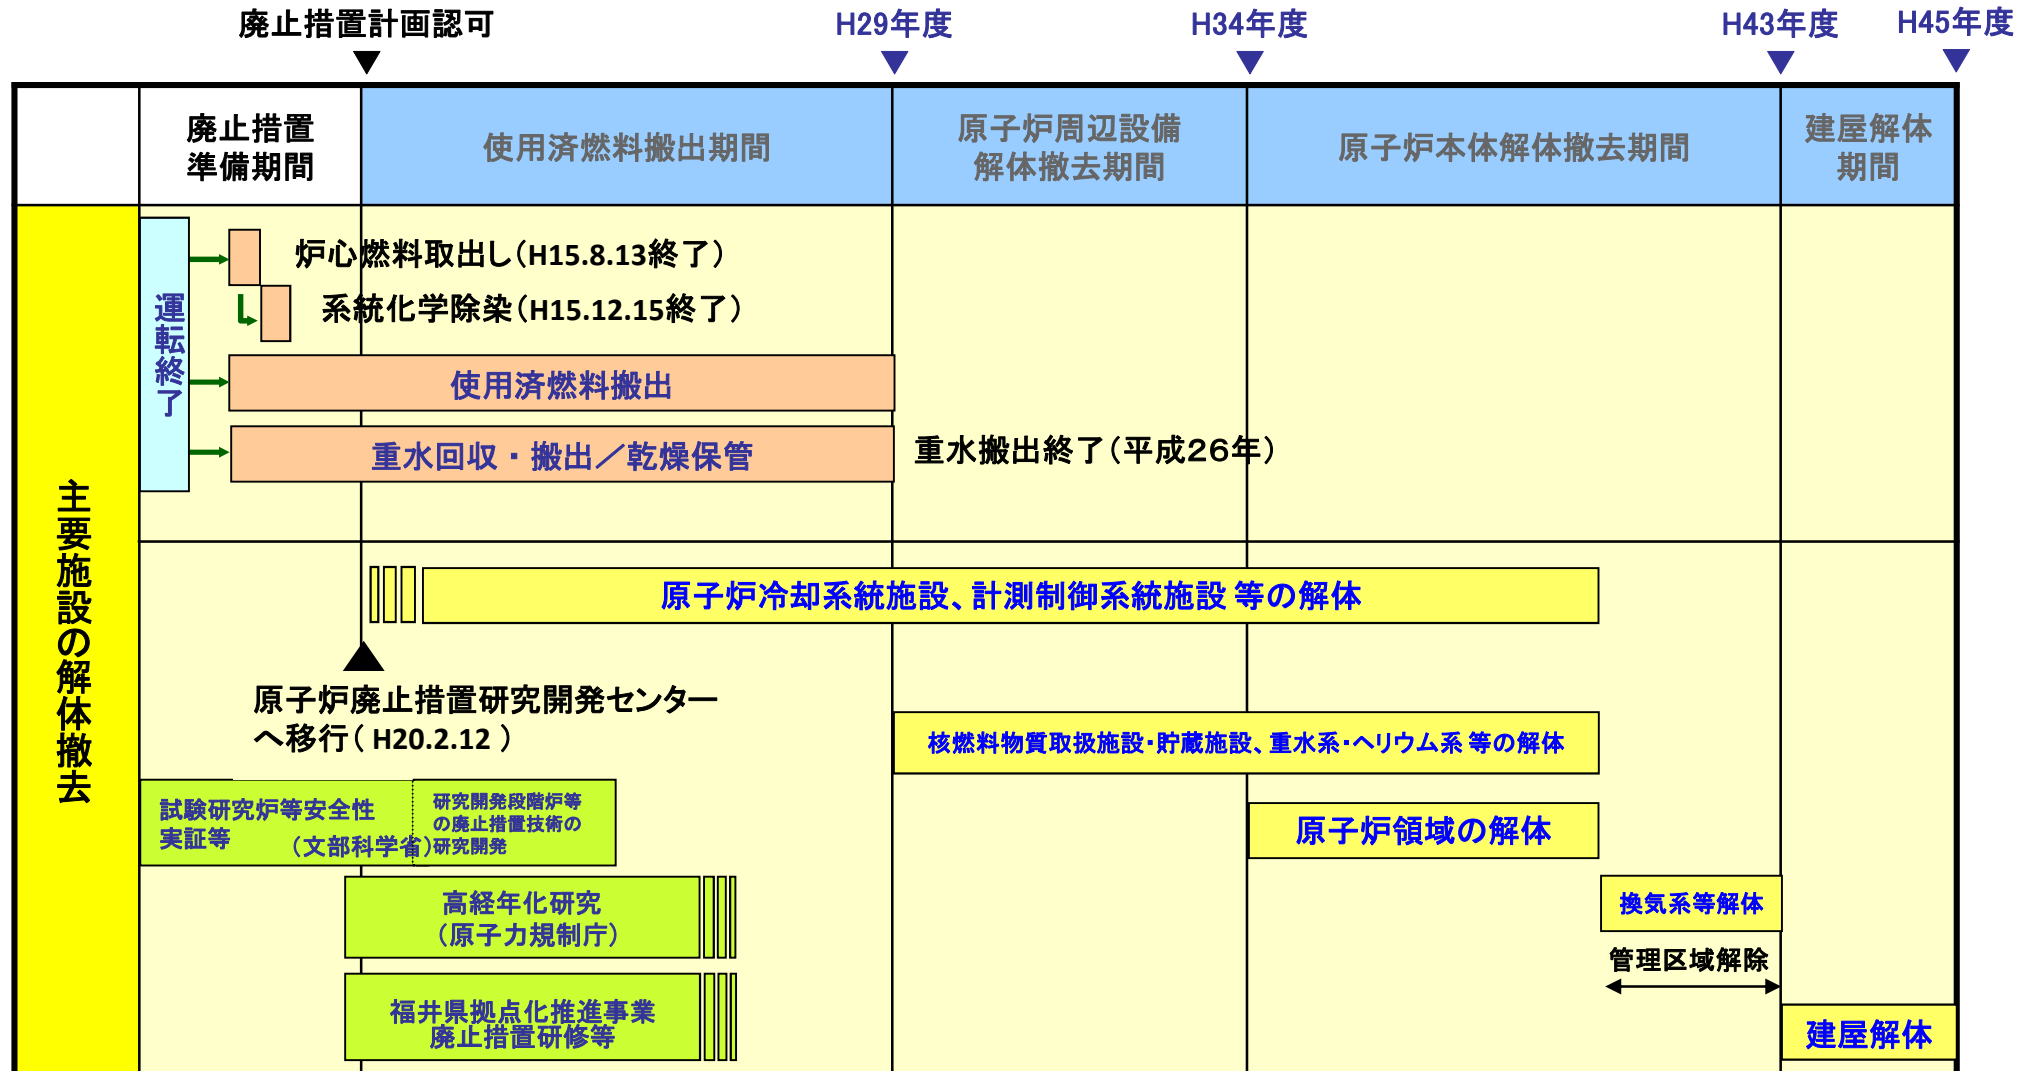 廃止措置計画認可
H29年度
H34年度
H43年度
H45年度
廃止措置
準備期間
使用済燃料搬出期間
原子炉周辺設備
解体撤去期間
原子炉本体解体撤去期間
建屋解体
期間
主要施設の解体撤去
運転終了
炉心燃料取出し（H15.8.13終了）
系統化学除染（H15.12.15終了）
使用済燃料搬出
重水回収・搬出／乾燥保管
重水搬出終了（平成２６年）
原子炉冷却系統施設、計測制御系統施設 等の解体
原子炉廃止措置研究開発センター
へ移行（ H20.2.12 ）
核燃料物質取扱施設・貯蔵施設、重水系・ヘリウム系 等の解体
試験研究炉等安全性
実証等
（文部科学省）
研究開発段階炉等
の廃止措置技術の
研究開発
原子炉領域の解体
高経年化研究
（原子力規制庁）
換気系等解体
管理区域解除
福井県拠点化推進事業
廃止措置研修等
建屋解体